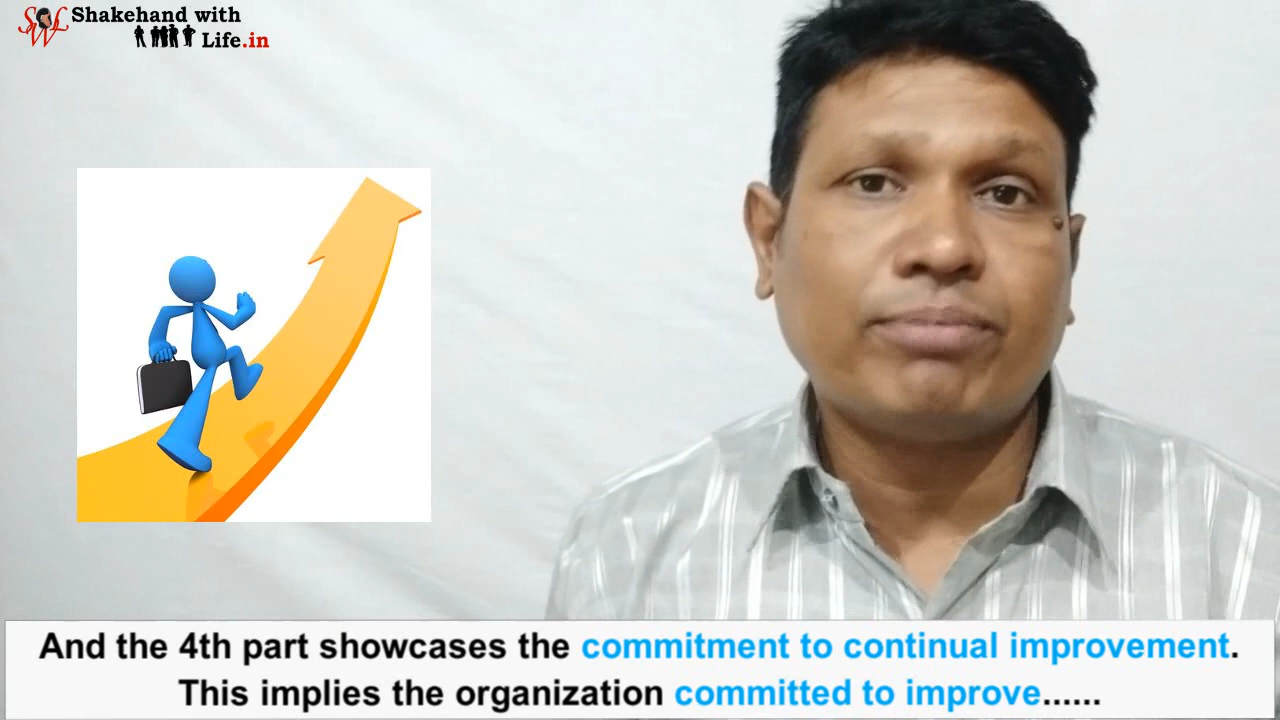 SWL
Shakehand with
Life.in
And the 4th part showcases the commitment to continual improvement.
This implies the organization committed to improve......